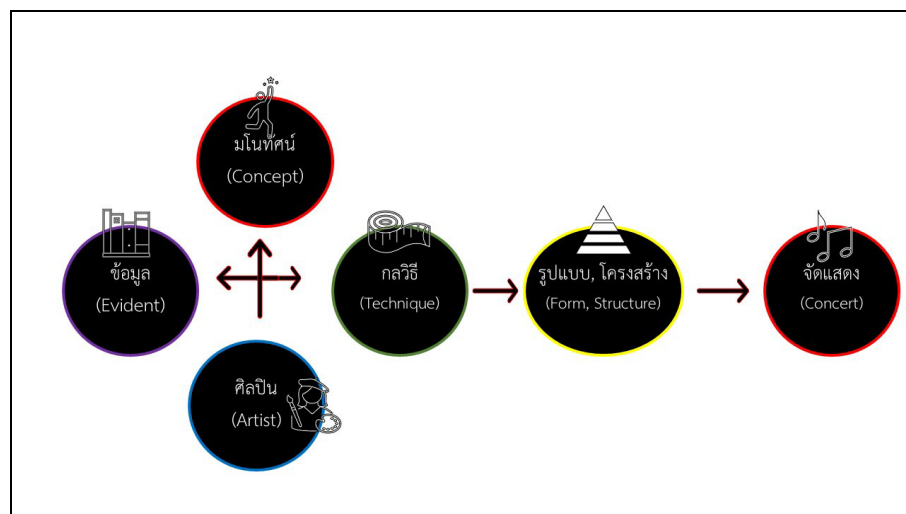 มโนทัศน์
(Concept)
ข้อมูล
(Evident)
กลวิธี
(Technique)
รูปแบบ, โครงสร้าง
(Form, Structure)
จัดแสดง
(Concert)
ศิลปิน
(Artist)